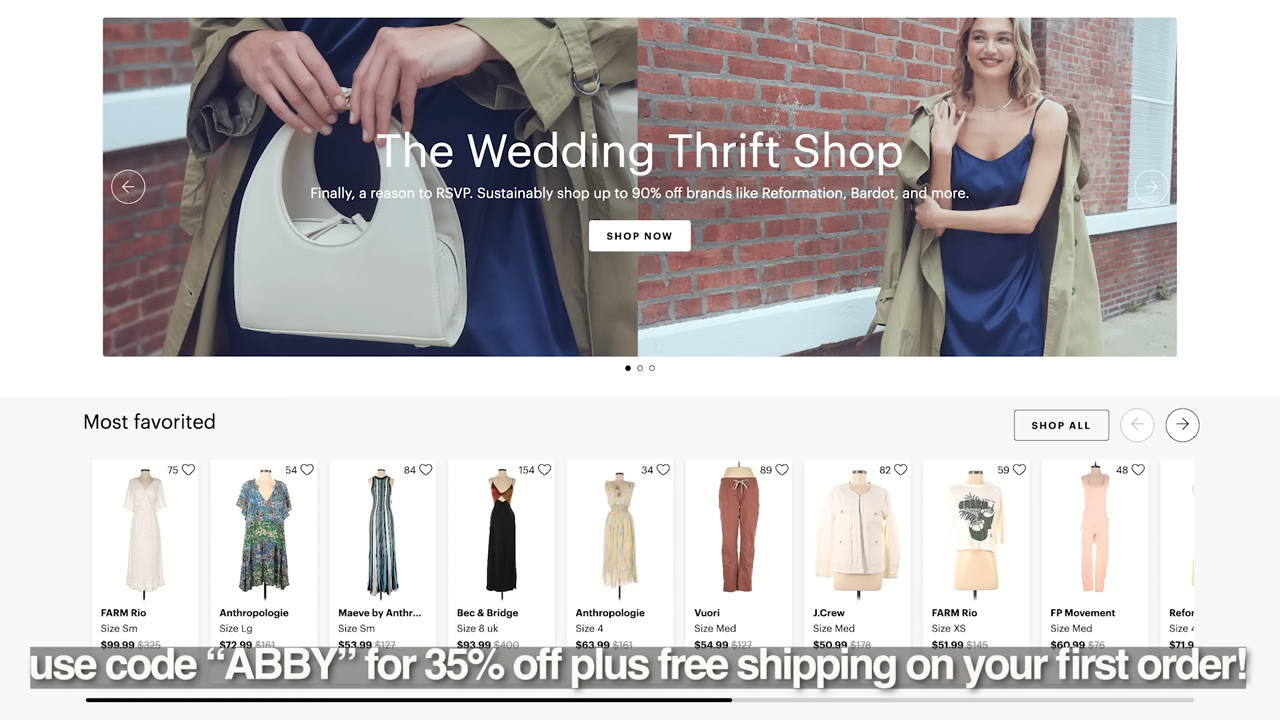 The Wedding Thrift Shop
Finally, a reason to RSVP. Sustainably shop up to 90% off brands like Reformation, Bardot, and more.
SHOP NOW
Most favorited
SHOP ALL
75 54 84 154 34 89 82 59 48
FARM Rio Anthropologie Maeve by Anthr... Bec & Bridge Anthropologie Vuori J.Crew FARM Rio FP Movement
Size Sm Size Lg Size Sm Size 8 uk Size 4 Size Med Size Med Size XS Size Med
$99.99 $325 $72.99 $161 $53.99 $127 $93.99 $400 $63.99 $161 $54.99 $127 $50.99 $178 $51.99 $145 $60.99 $76
use code “ABBY” for 35% off plus free shipping on your first order!